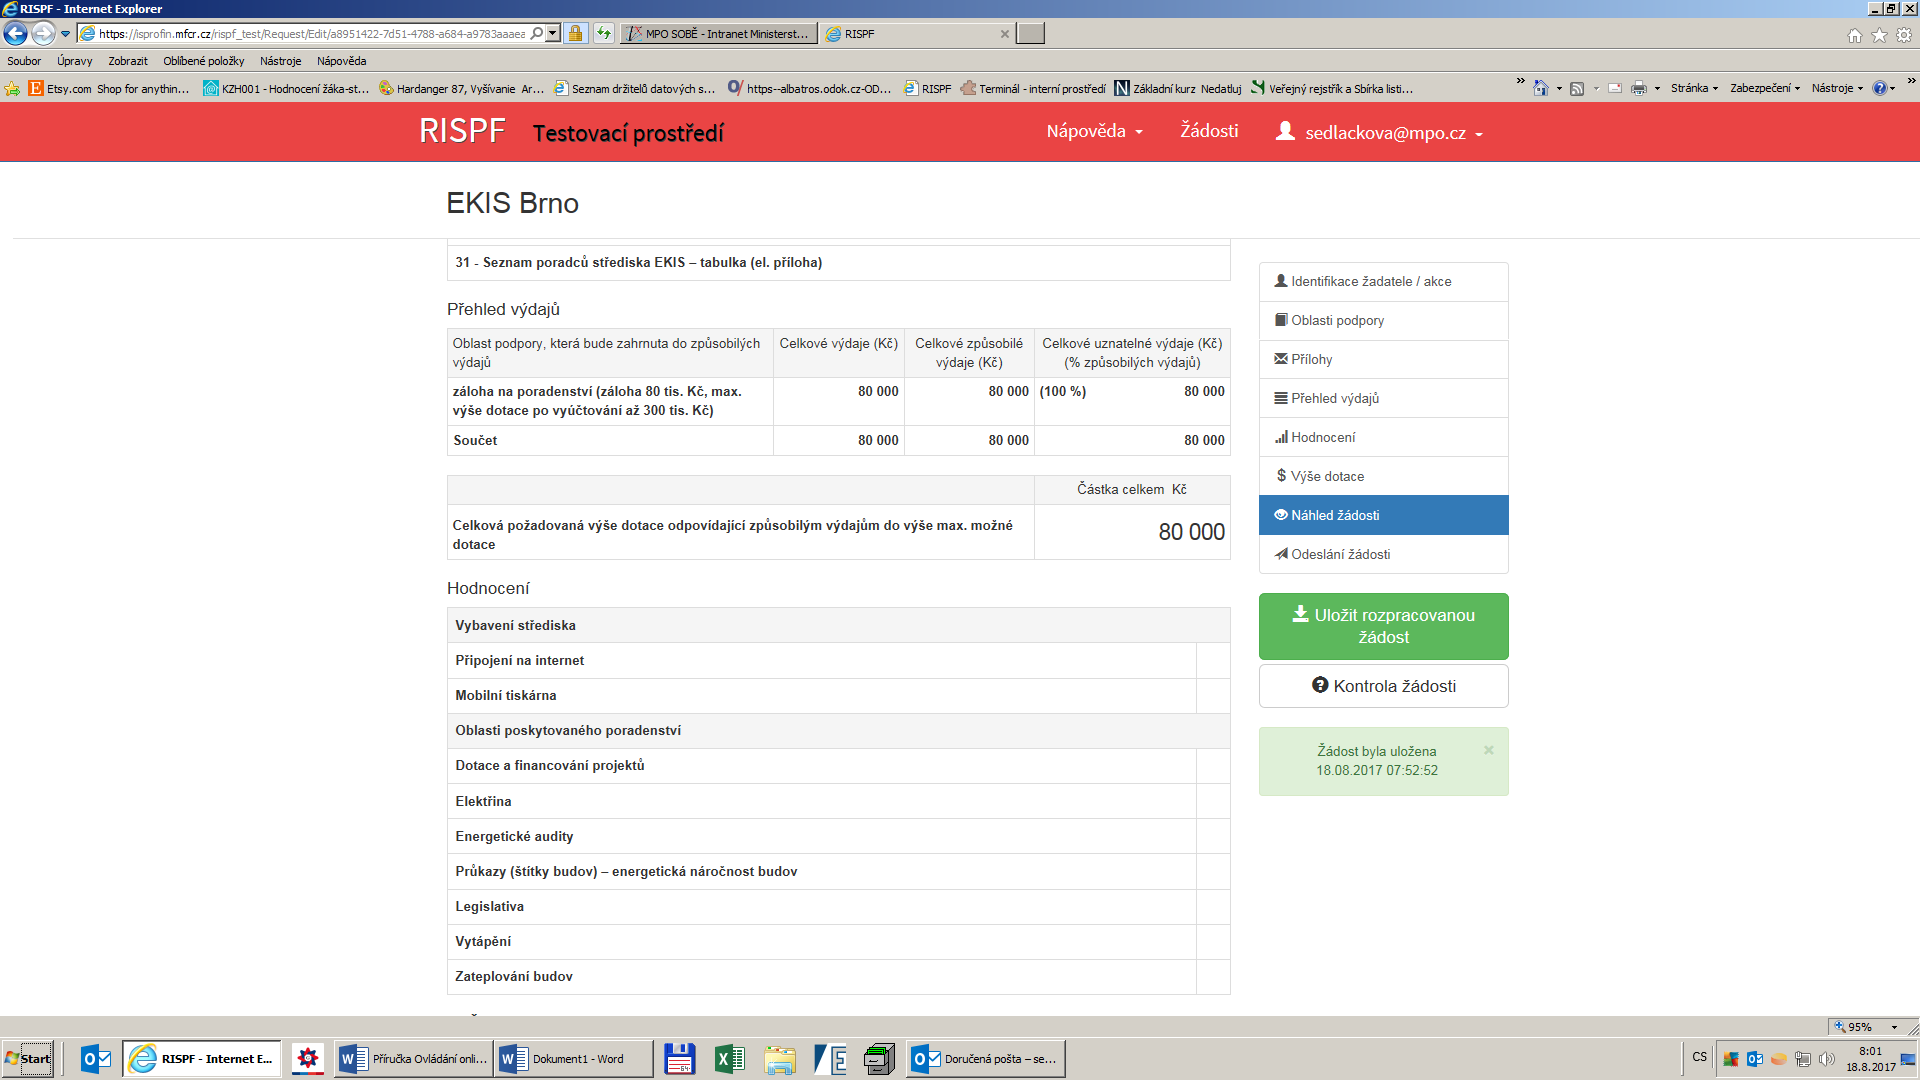 RISPF - Internet Explorer
https://isprofin.mfcr.cz/rispf_test/Request/Edit/a8951422-7d51-4788-a684-a9783aaaea
MPO SOBĚ - Intranet Ministerst...
RISPF
Soubor Úpravy Zobrazit Oblíbené položky Nástroje Nápověda
Etsy.com Shop for anythin... KZH001 - Hodnocení žáka-st... Hardanger 87, Vyšívanie Ar... Seznam držitelů datových s... https--albatros.odok.cz-OD... RISPF Terminál - interní prostředí Základní kurz Nedatluj Veřejný rejstřík a Sbírka listi... Stránka Zabezpečení Nástroje
RISPF Testovací prostředí Nápověda Žádosti sedlackova@mpo.cz
EKIS Brno
31 - Seznam poradců střediska EKIS – tabulka (el. příloha)
Přehled výdajů
Oblast podpory, která bude zahrnuta do způsobilých výdajů
Celkové výdaje (Kč)
Celkové způsobilé výdaje (Kč)
Celkové uznatelné výdaje (Kč) (% způsobilých výdajů)
záloha na poradenství (záloha 80 tis. Kč, max. výše dotace po vyúčtování až 300 tis. Kč)
80 000 80 000 (100 %) 80 000
Součet 80 000 80 000 80 000
Částka celkem Kč
Celková požadovaná výše dotace odpovídající způsobilým výdajům do výše max. možné dotace
80 000
Hodnocení
Vybavení střediska
Připojení na internet
Mobilní tiskárna
Oblasti poskytovaného poradenství
Dotace a financování projektů
Elektřina
Energetické audity
Průkazy (štítky budov) – energetická náročnost budov
Legislativa
Vytápění
Zateplování budov
Identifikace žadatele / akce
Oblasti podpory
Přílohy
Přehled výdajů
Hodnocení
Výše dotace
Náhled žádosti
Odeslání žádosti
Uložit rozpracovanou
žádost
Kontrola žádosti
Žádost byla uložena
18.08.2017 07:52:52
95%
Start
RISPF - Internet E...
Příručka Ovládání onli...
Dokument1 - Word
Doručená pošta – se...
CS
8:01
18.8.2017